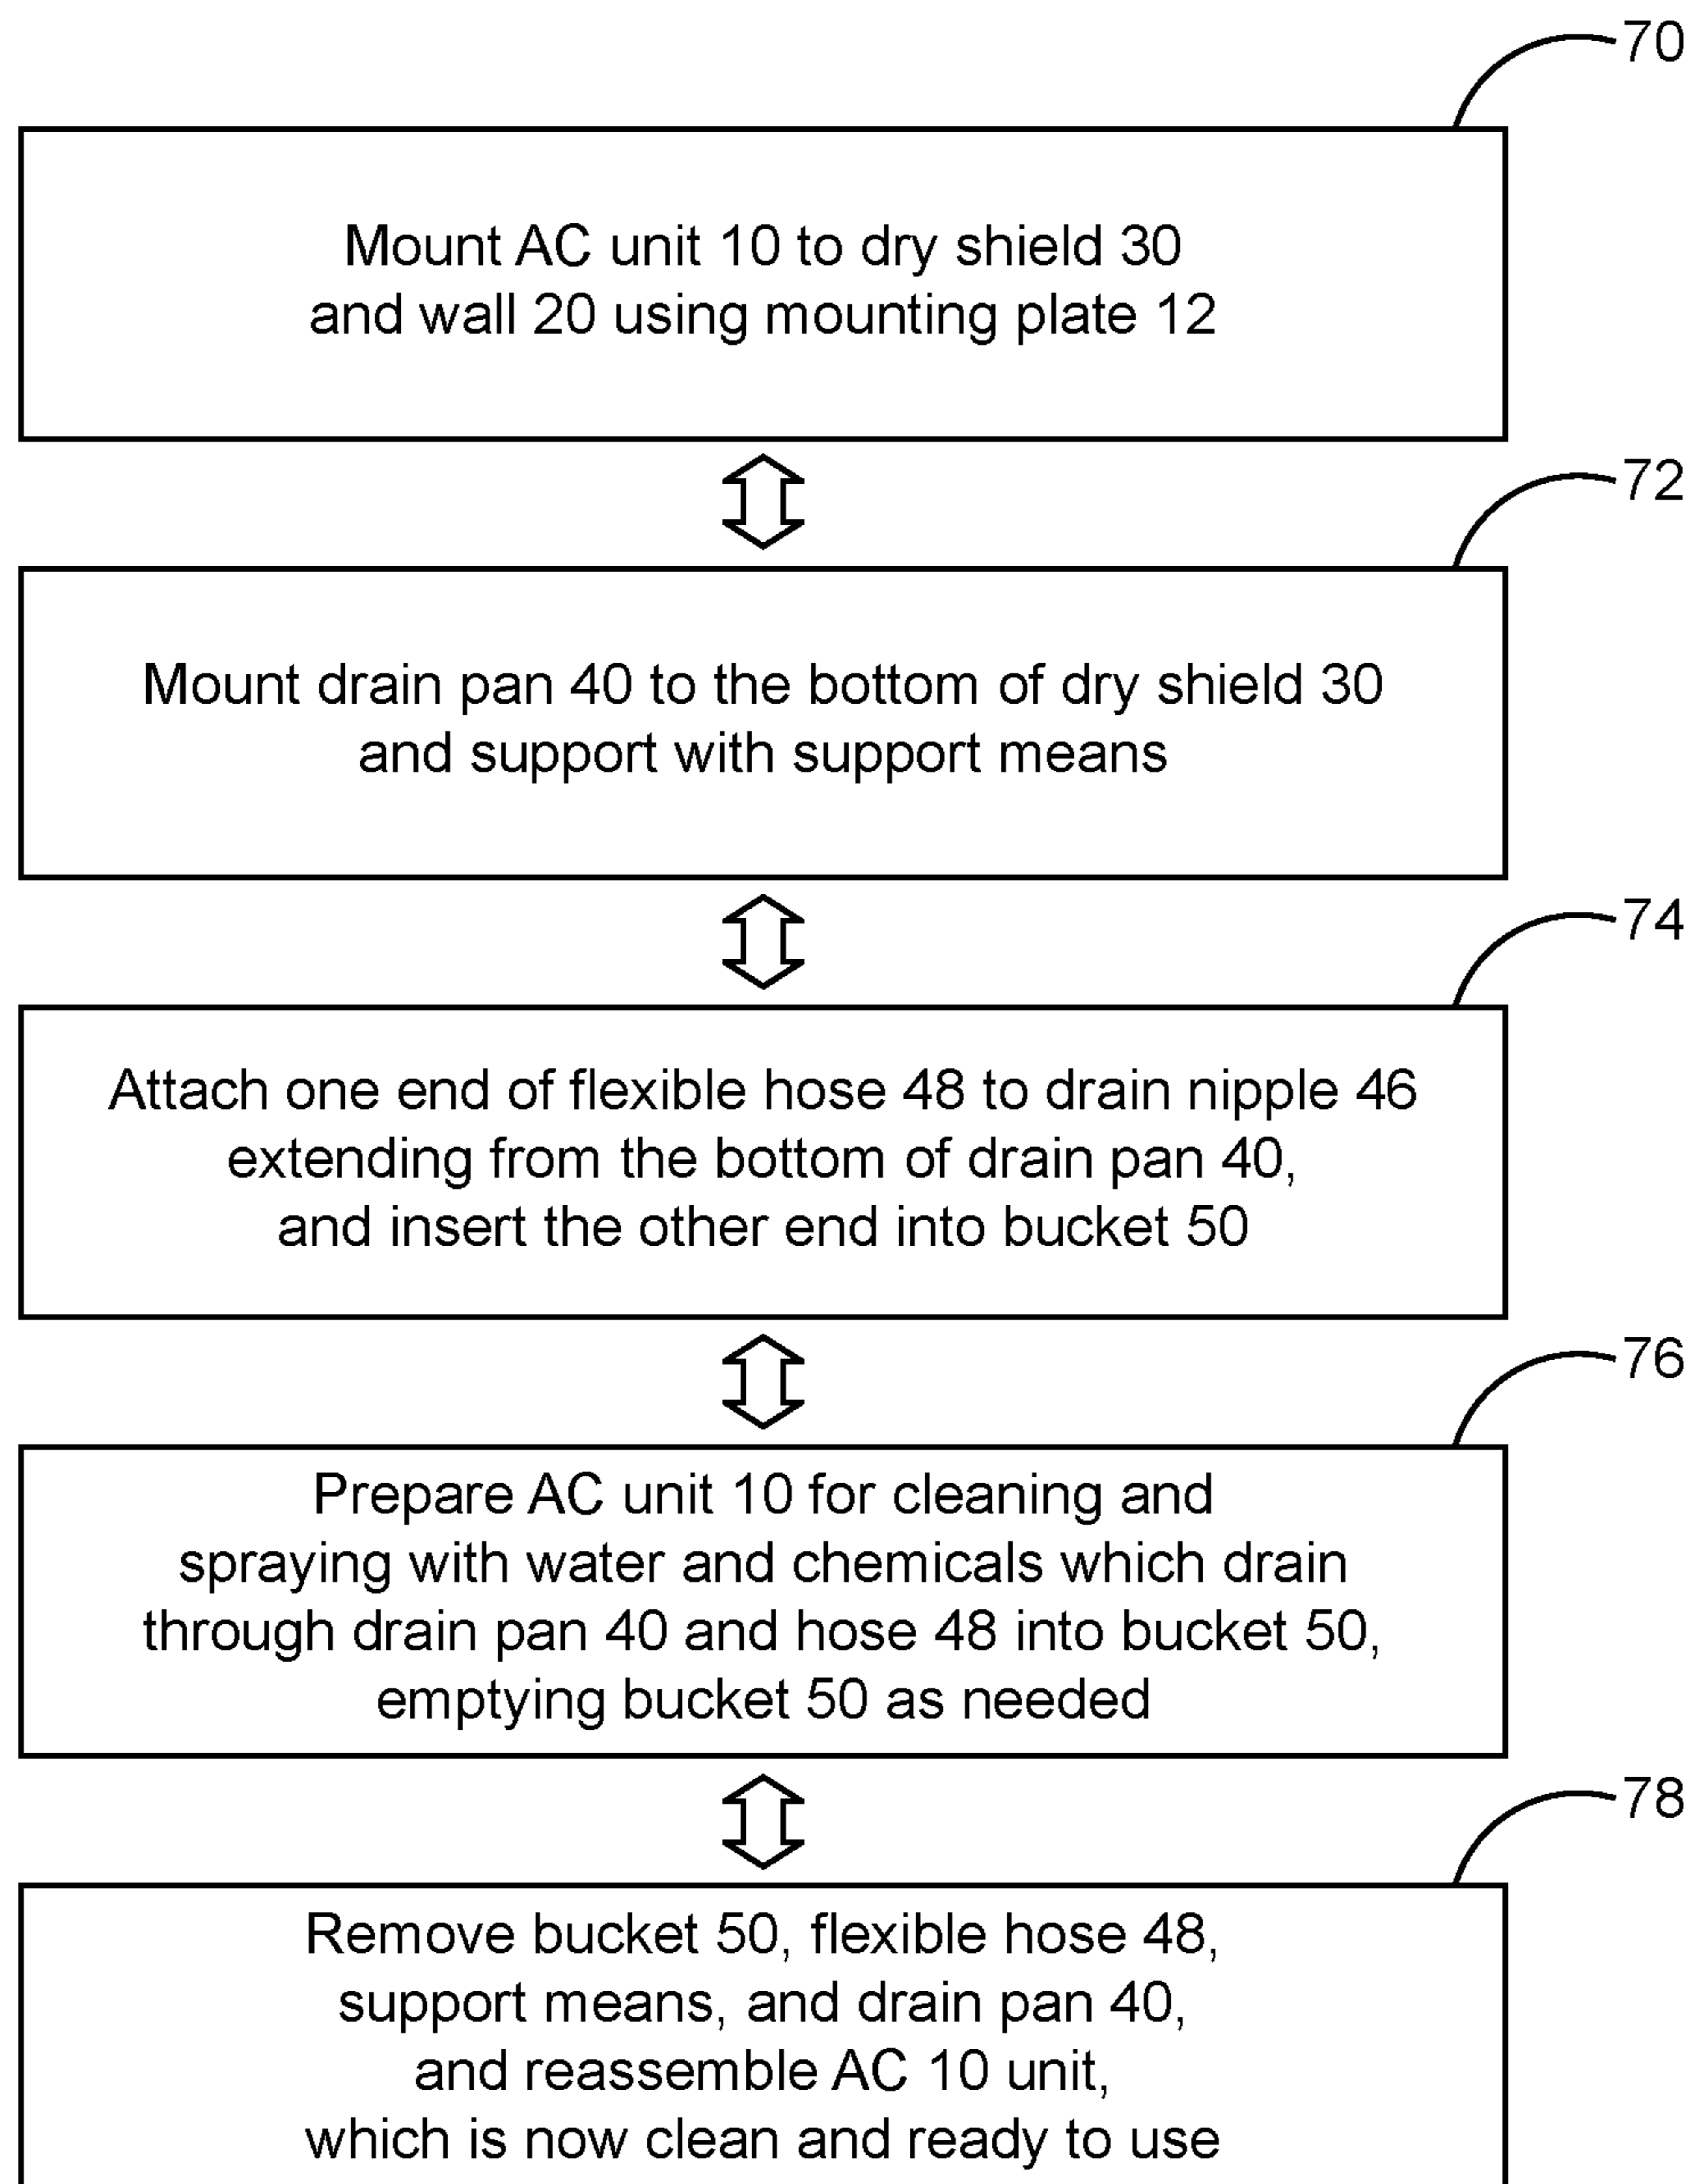 70
Mount AC unit 10 to dry shield 30
and wall 20 using mounting plate 12
72
Mount drain pan 40 to the bottom of dry shield 30
and support with support means
74
Attach one end of flexible hose 48 to drain nipple 46
extending from the bottom of drain pan 40,
and insert the other end into bucket 50
76
Prepare AC unit 10 for cleaning and
spraying with water and chemicals which drain
through drain pan 40 and hose 48 into bucket 50,
emptying bucket 50 as needed
78
Remove bucket 50, flexible hose 48,
support means, and drain pan 40,
and reassemble AC 10 unit,
which is now clean and ready to use